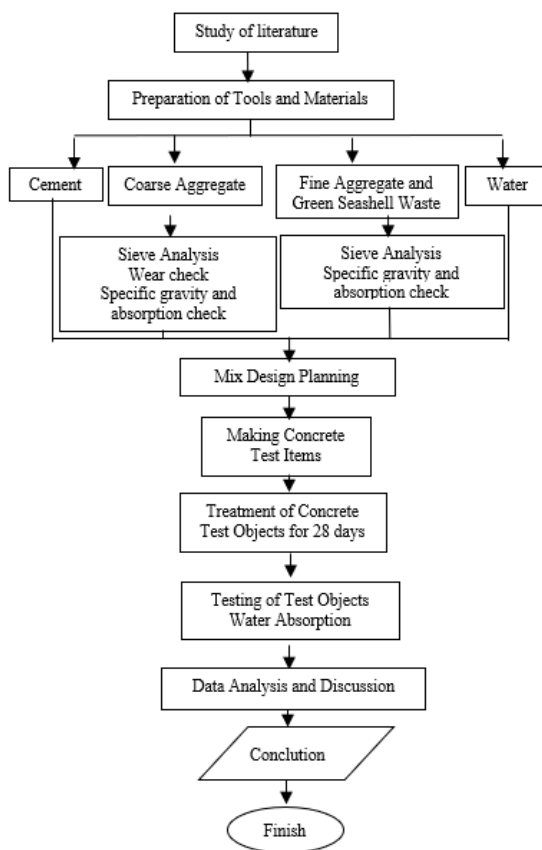 Study of literature
Preparation of Tools and Materials
Cement
Coarse Aggregate
Fine Aggregate and
Green Seashell Waste
Water
Sieve Analysis
Wear check
Specific gravity and
absorption check
Sieve Analysis
Specific gravity and
absorption check
Mix Design Planning
Making Concrete
Test Items
Treatment of Concrete
Test Objects for 28 days
Testing of Test Objects
Water Absorption
Data Analysis and Discussion
Conclution
Finish